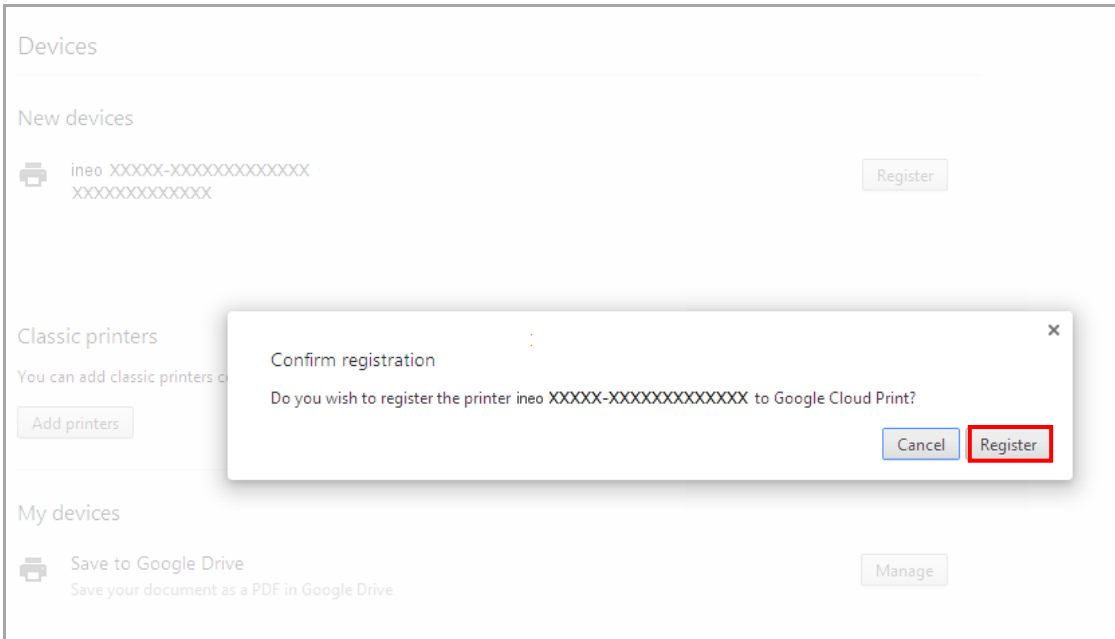 Devices
New devices
ineo XXXXX-XXXXXXXXXXXXX
XXXXXXXXXXXXX
Register
Classic printers
You can add classic printers
Add printers
×
Confirm registration
Do you wish to register the printer ineo XXXXX-XXXXXXXXXXXXX to Google Cloud Print?
Cancel Register
My devices
Save to Google Drive
Save your document as a PDF in Google Drive
Manage